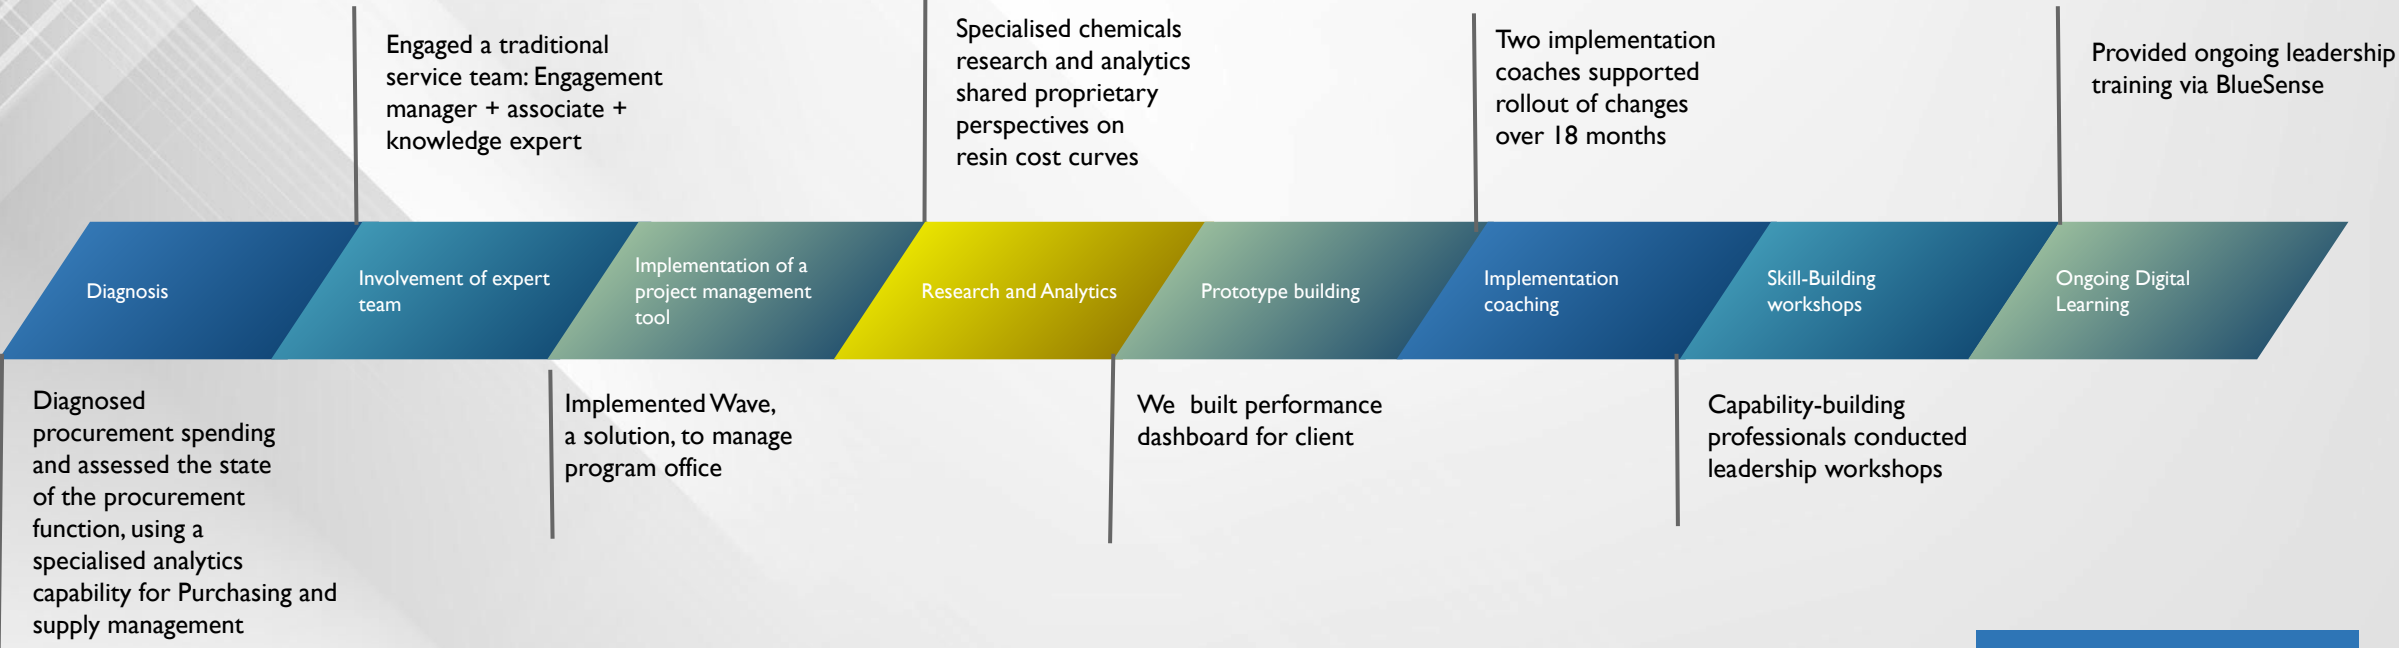 Engaged a traditional
service team: Engagement
manager + associate +
knowledge expert
Specialised chemicals
research and analytics
shared proprietary
perspectives on
resin cost curves
Two implementation
coaches supported
rollout of changes
over 18 months
Provided ongoing leadership
training via BlueSense
Diagnosis
Involvement of expert
team
Implementation of a
project management
tool
Research and Analytics
Prototype building
Implementation
coaching
Skill-Building
workshops
Ongoing Digital
Learning
Diagnosed
procurement spending
and assessed the state
of the procurement
function, using a
specialised analytics
capability for Purchasing and
supply management
Implemented Wave,
a solution, to manage
program office
We built performance
dashboard for client
Capability-building
professionals conducted
leadership workshops